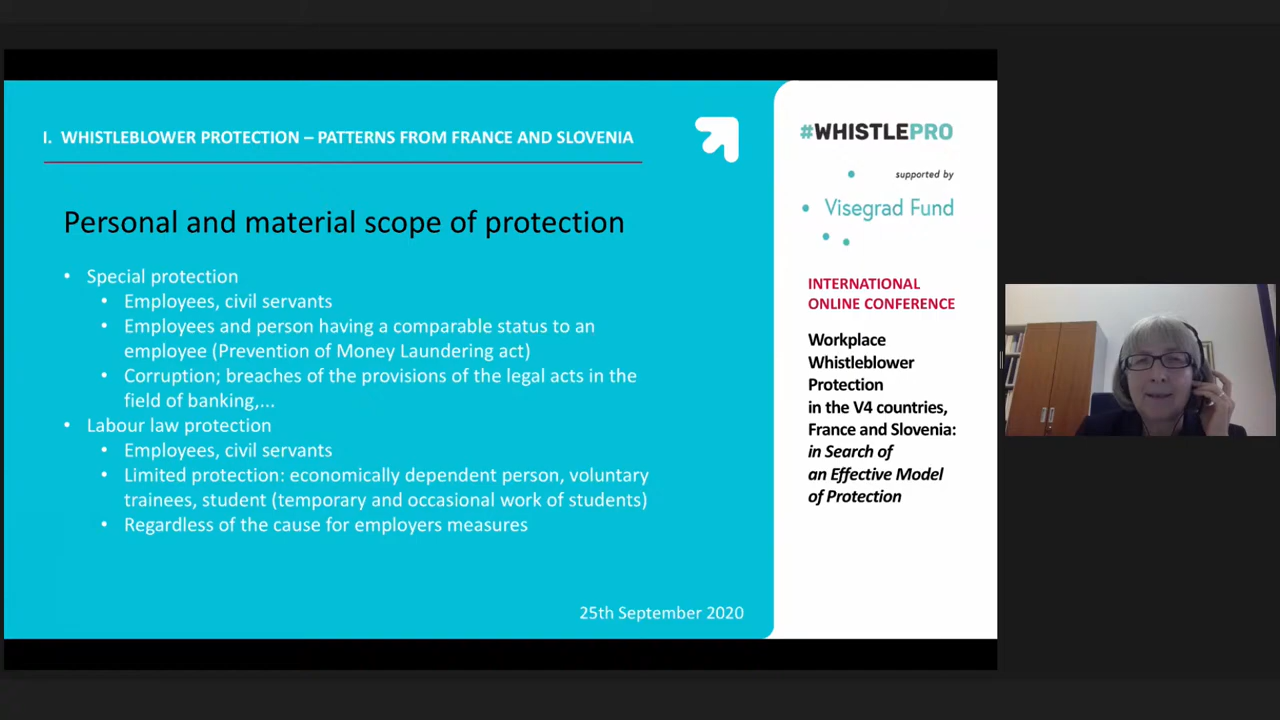 I. WHISTLEBLOWER PROTECTION – PATTERNS FROM FRANCE AND SLOVENIA
Personal and material scope of protection
• Special protection
• Employees, civil servants
• Employees and person having a comparable status to an
employee (Prevention of Money Laundering act)
• Corruption; breaches of the provisions of the legal acts in the
field of banking,...
• Labour law protection
• Employees, civil servants
• Limited protection: economically dependent person, voluntary
trainees, student (temporary and occasional work of students)
• Regardless of the cause for employers measures
25th September 2020
#WHISTLEPRO
supported by
Visegrad Fund
INTERNATIONAL
ONLINE CONFERENCE
Workplace
Whistleblower
Protection
in the V4 countries,
France and Slovenia:
in Search of
an Effective Model
of Protection